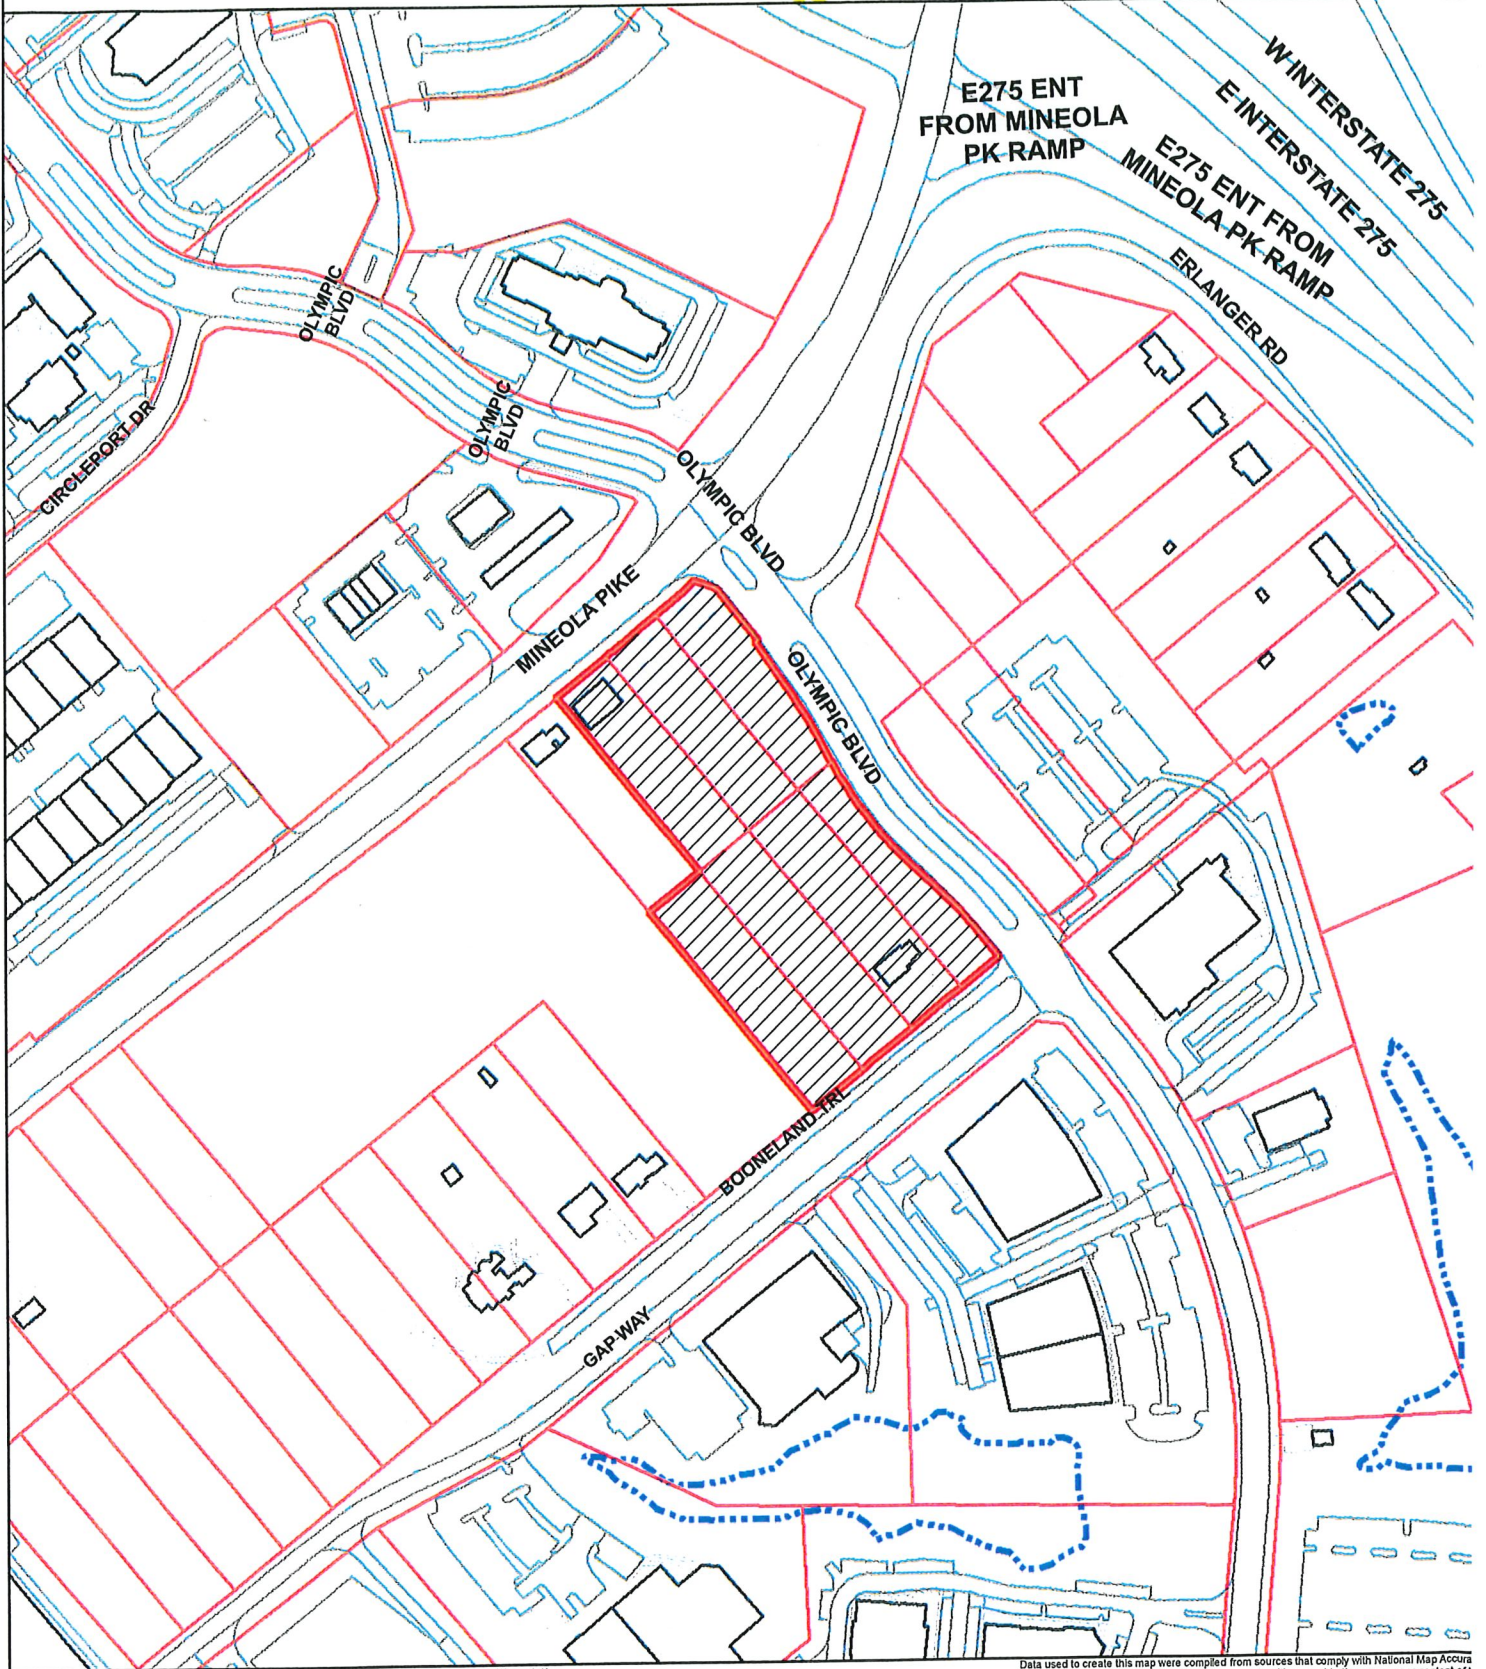 E275 ENT
FROM MINEOLA
PK RAMP
W INTERSTATE 275
E INTERSTATE 275
E275 ENT FROM
MINEOLA PK RAMP
ERLANGER RD
OLYMPIC
BLVD
OLYMPIC
BLVD
CIRCLEPORT DR
OLYMPIC BLVD
MINEOLA PIKE
OLYMPIC BLVD
BOONELAND TRL
GAP WAY
Data used to create this map were compiled from sources that comply with National Map Accura